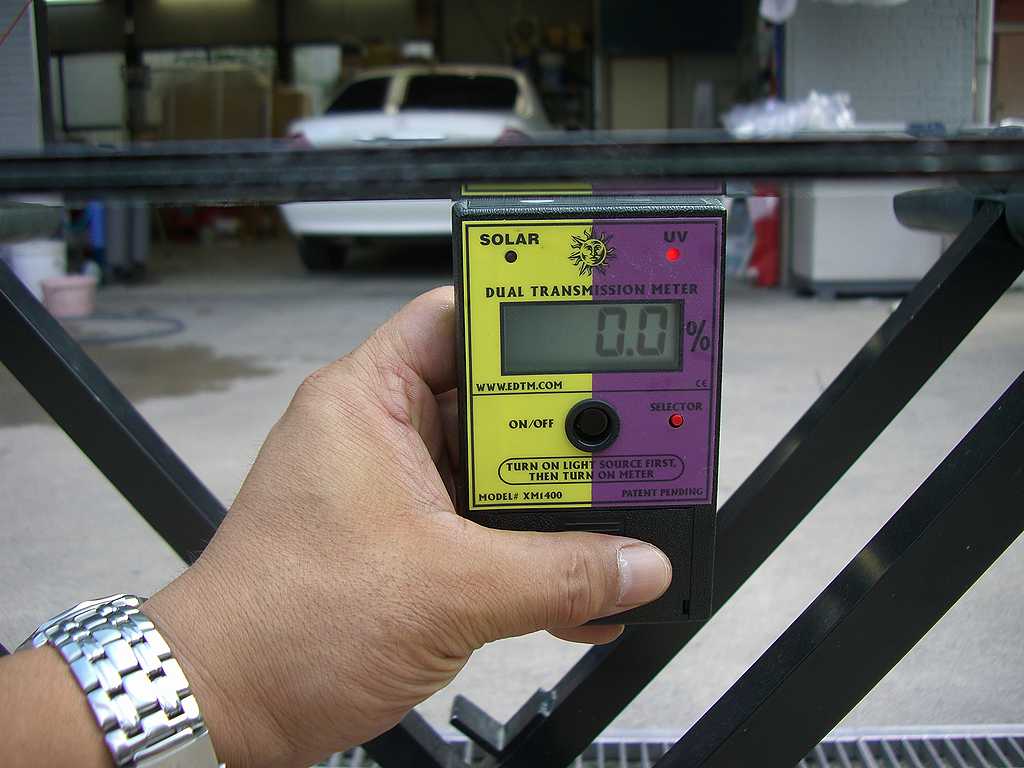 SOLAR UV
DUAL TRANSMISSION METER
0.0 %
WWW.EDTM.COM CE
ON/OFF SELECTOR
TURN ON LIGHT SOURCE FIRST,
THEN TURN ON METER
MODEL# XM1400 PATENT PENDING